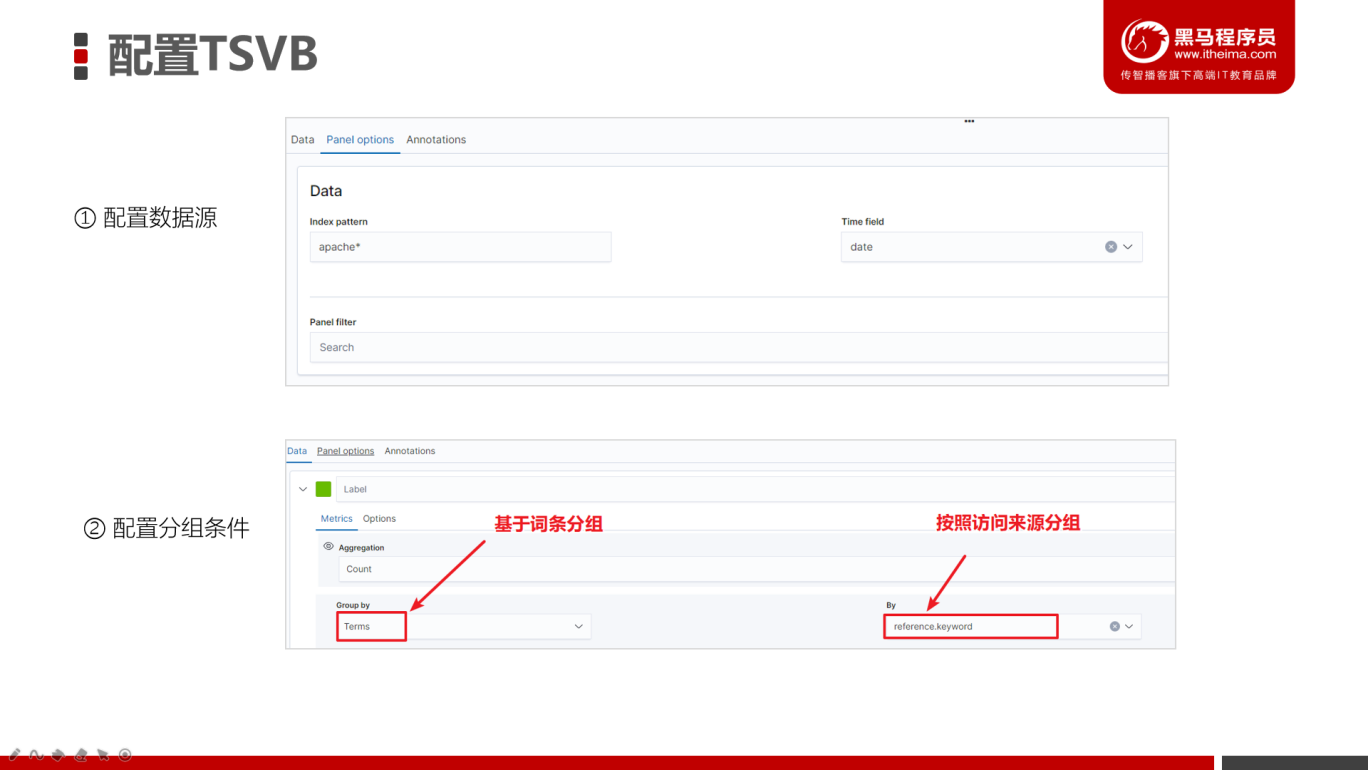 配置TSVB
黑马程序员
www.itheima.com
传智播客旗下高端IT教育品牌
Data Panel options Annotations
Data
① 配置数据源
Index pattern Time field
apache* date
Panel filter
Search
Data Panel options Annotations
Label
② 配置分组条件
Metrics Options
基于词条分组 按照访问来源分组
Aggregation
Count
Group by By
Terms reference.keyword